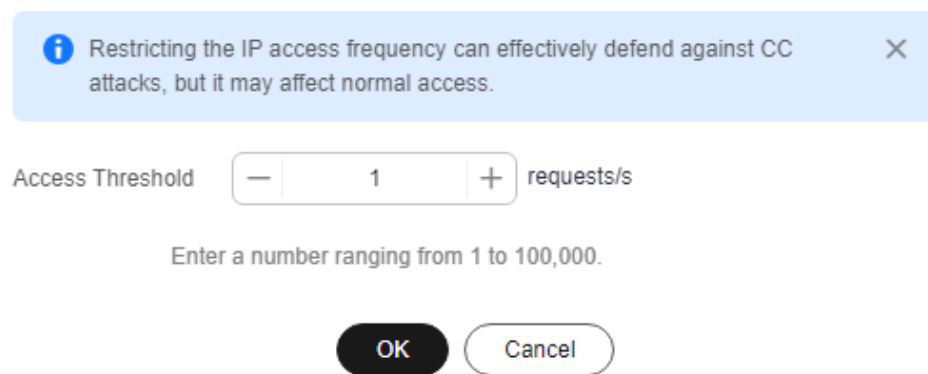 Restricting the IP access frequency can effectively defend against CC
attacks, but it may affect normal access.
Access Threshold 1 requests/s
Enter a number ranging from 1 to 100,000.
OK Cancel